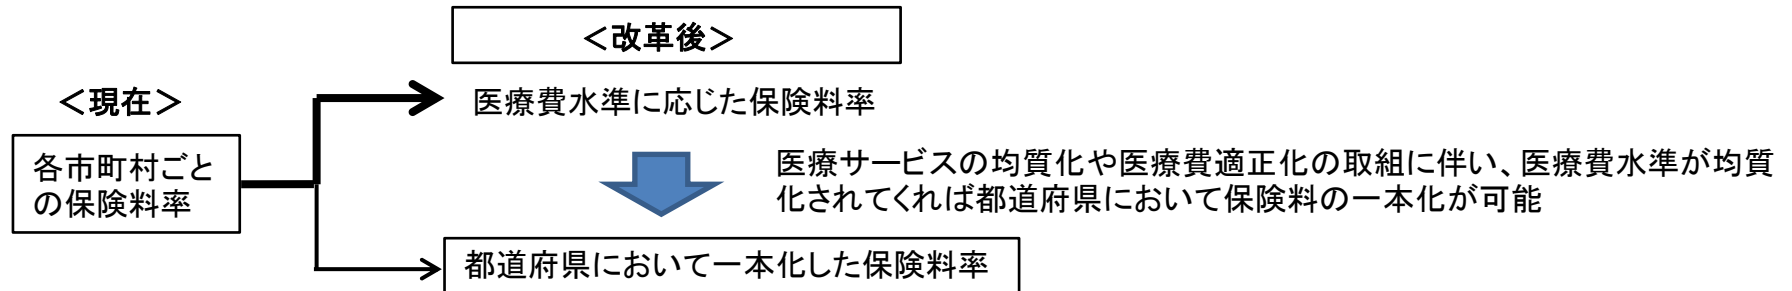 ＜改革後＞
＜現在＞
医療費水準に応じた保険料率
各市町村ごと
の保険料率
医療サービスの均質化や医療費適正化の取組に伴い、医療費水準が均質
化されてくれば都道府県において保険料の一本化が可能
都道府県において一本化した保険料率